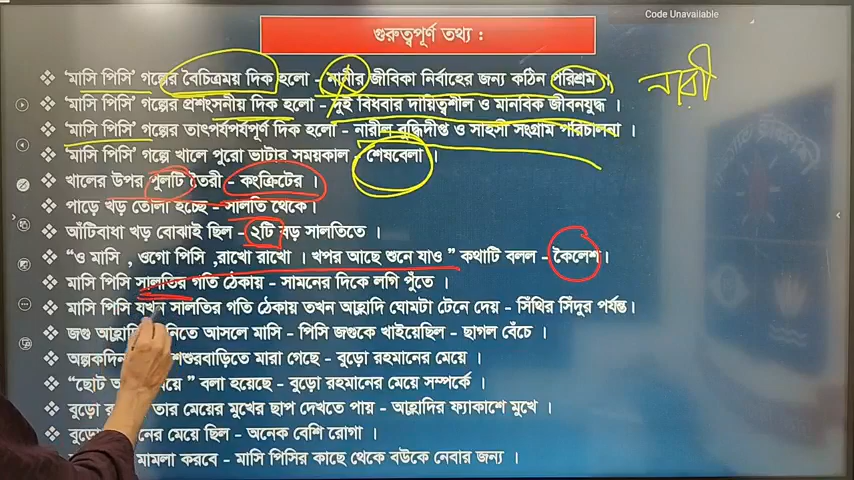 Code Unavailable
গুরুত্বপূর্ণ তথ্য :
❖ ‘মাসি পিসি’ গল্পের বৈচিত্রময় দিক হলো - নারীর জীবিকা নির্বাহের জন্য কঠিন পরিশ্রম ।
নারী
❖ ‘মাসি পিসি’ গল্পের প্রশংসনীয় দিক হলো - দুই বিধবার দায়িত্বশীল ও মানবিক জীবনযুদ্ধ ।
❖ ‘মাসি পিসি’ গল্পের তাৎপর্যপর্যপূর্ণ দিক হলো - নারীল বুদ্ধিদীপ্ত ও সাহসী সংগ্রাম পরিচালনা ।
❖ ‘মাসি পিসি’ গল্পে খালে পুরো ভাটার সময়কাল - শেষবেলা ।
❖ খালের উপর পুলটি তৈরী - কংক্রিটের ।
❖ পাড়ে খড় তোলা হচ্ছে - সালতি থেকে।
❖ আঁটিবাধা খড় বোঝাই ছিল - ২টি বড় সালতিতে ।
❖ “ও মাসি , ওগো পিসি ,রাখো রাখো । খপর আছে শুনে যাও ” কথাটি বলল - কৈলেশ।
❖ মাসি পিসি সালতির গতি ঠেকায় - সামনের দিকে লগি পুঁতে ।
❖ মাসি পিসি যখন সালতির গতি ঠেকায় তখন আহ্লাদি ঘোমটা টেনে দেয় - সিঁথির সিঁদুর পর্যন্ত।
❖ জগু আহ্লাদি নিতে আসলে মাসি - পিসি জগুকে খাইয়েছিল - ছাগল বেঁচে ।
❖ অল্পকদিন শ্বশুরবাড়িতে মারা গেছে - বুড়ো রহমানের মেয়ে ।
❖ “ছোট য়ে ” বলা হয়েছে - বুড়ো রহমানের মেয়ে সম্পর্কে ।
❖ বুড়ো তার মেয়ের মুখের ছাপ দেখতে পায় - আহ্লাদির ফ্যাকাশে মুখে ।
❖ বুড়ো নের মেয়ে ছিল - অনেক বেশি রোগা ।
❖ মামলা করবে - মাসি পিসির কাছে থেকে বউকে নেবার জন্য ।